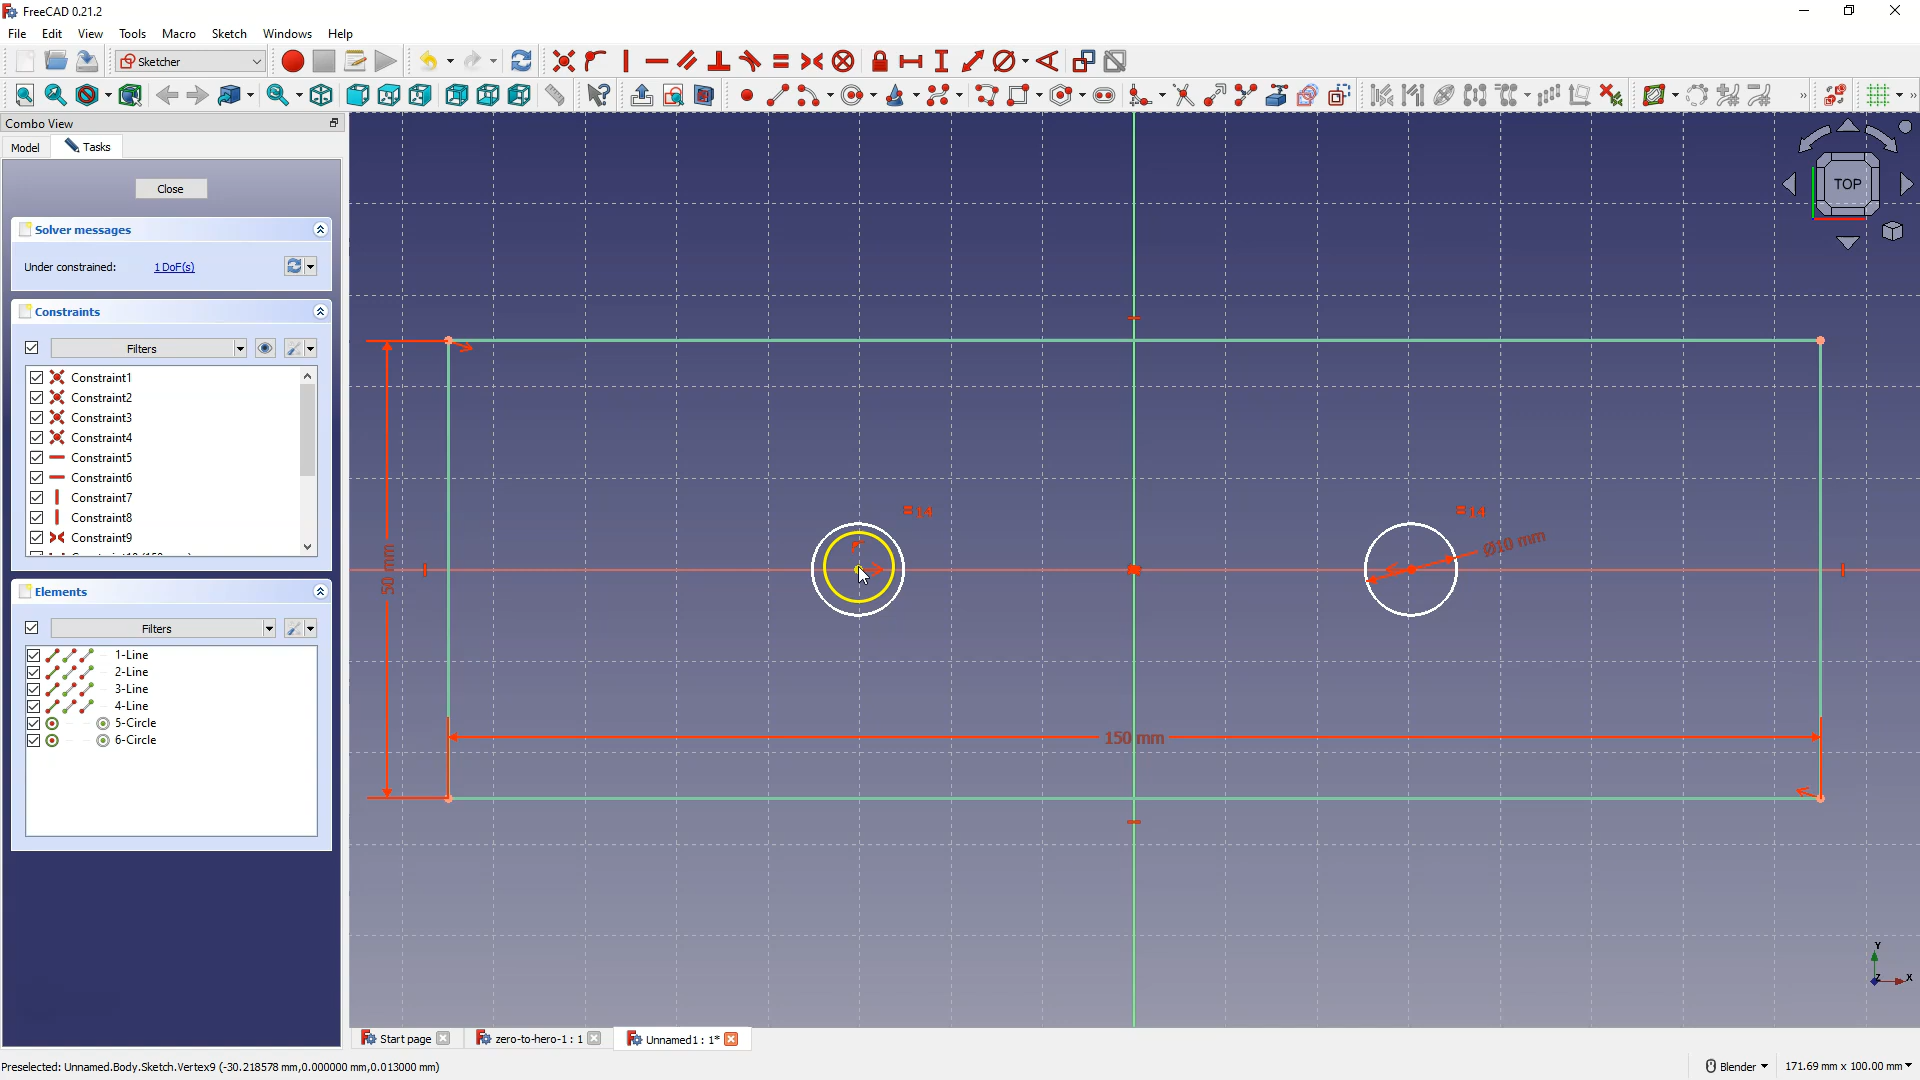 FreeCAD 0.21.2
File Edit View Tools Macro Sketch Windows Help
Sketcher
Combo View
Model Tasks
Close
Solver messages
Under constrained: 1 DoF(s)
Constraints
Filters
Constraint1
Constraint2
Constraint3
Constraint4
Constraint5
Constraint6
Constraint7
Constraint8
Constraint9
Elements
Filters
1-Line
2-Line
3-Line
4-Line
5-Circle
6-Circle
TOP
14
14
Ø10 mm
50 mm
150 mm
Y
Z X
Start page zero-to-hero-1 : 1 Unnamed1 : 1*
Preselected: Unnamed.Body.Sketch.Vertex9 (-30.218578 mm,0.000000 mm,0.013000 mm)
Blender 171.69 mm x 100.00 mm